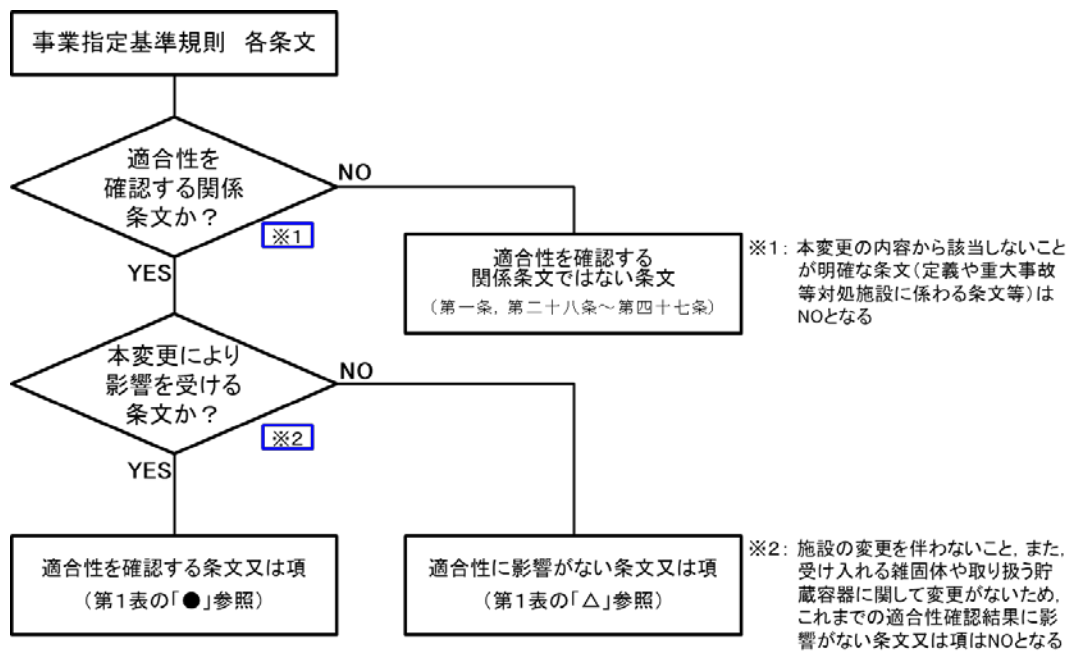 事業指定基準規則　各条文
適合性を
確認する関係
条文か？
※1
NO
YES
適合性を確認する
関係条文ではない条文
（第一条，第二十八条～第四十七条）
※1： 本変更の内容から該当しないこと
が明確な条文（定義や重大事故
等対処施設に係わる条文等）は
NOとなる
本変更により
影響を受ける
条文か？
※2
NO
YES
適合性を確認する条文又は項
（第1表の「●」参照）
適合性に影響がない条文又は項
（第1表の「△」参照）
※2： 施設の変更を伴わないこと，また，
受け入れる雑固体や取り扱う貯
蔵容器に関して変更がないため，
これまでの適合性確認結果に影
響がない条文又は項はNOとなる